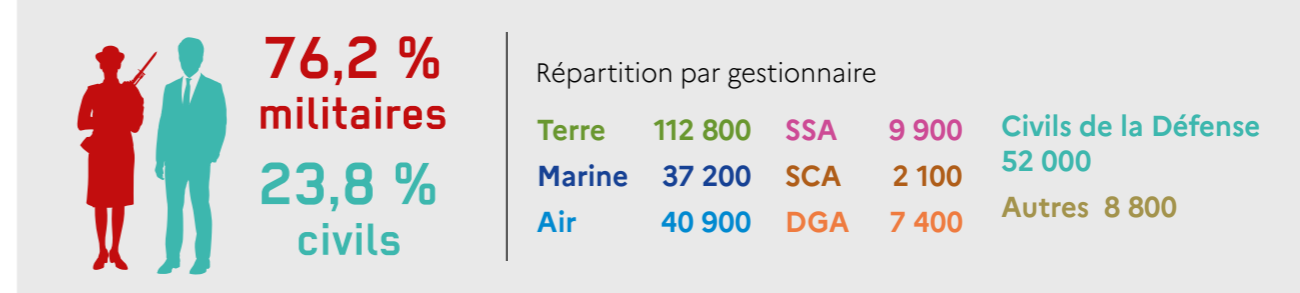 76,2 %
militaires
23,8 %
civils
Répartition par gestionnaire
Terre 112 800
Marine 37 200
Air 40 900
SSA 9 900
SCA 2 100
DGA 7 400
Civils de la Défense
52 000
Autres 8 800